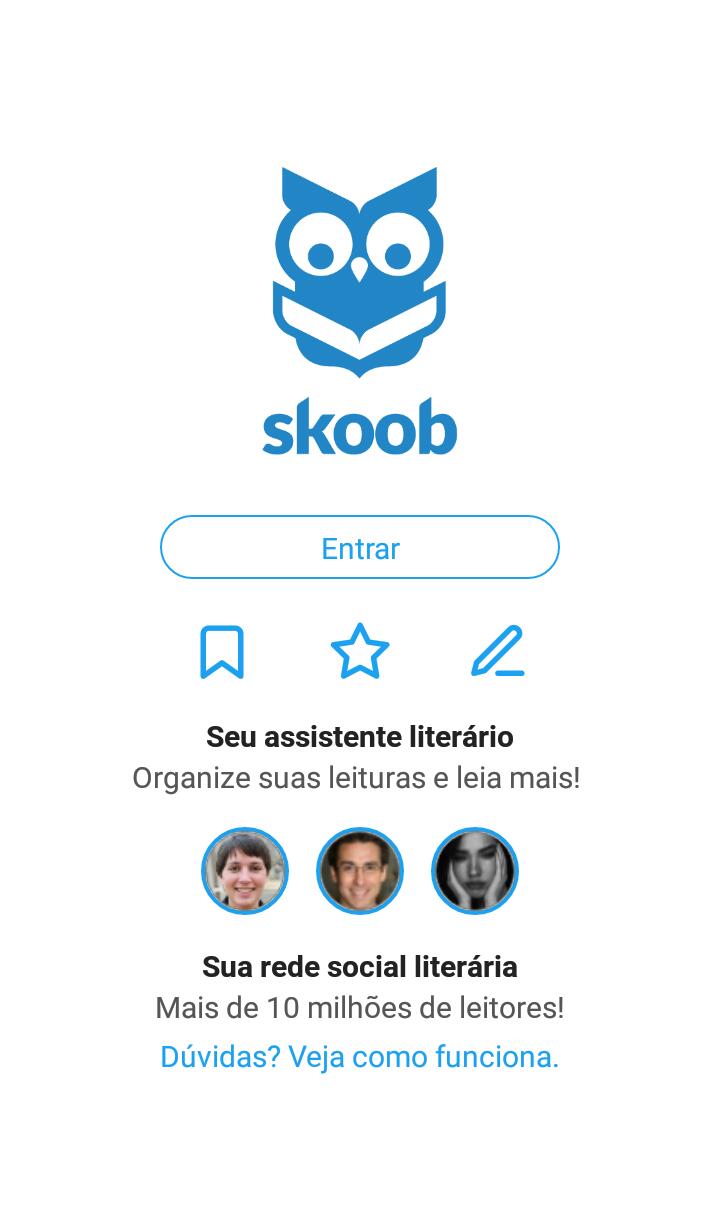 skoob
Entrar
Seu assistente literário
Organize suas leituras e leia mais!
Sua rede social literária
Mais de 10 milhões de leitores!
Dúvidas? Veja como funciona.